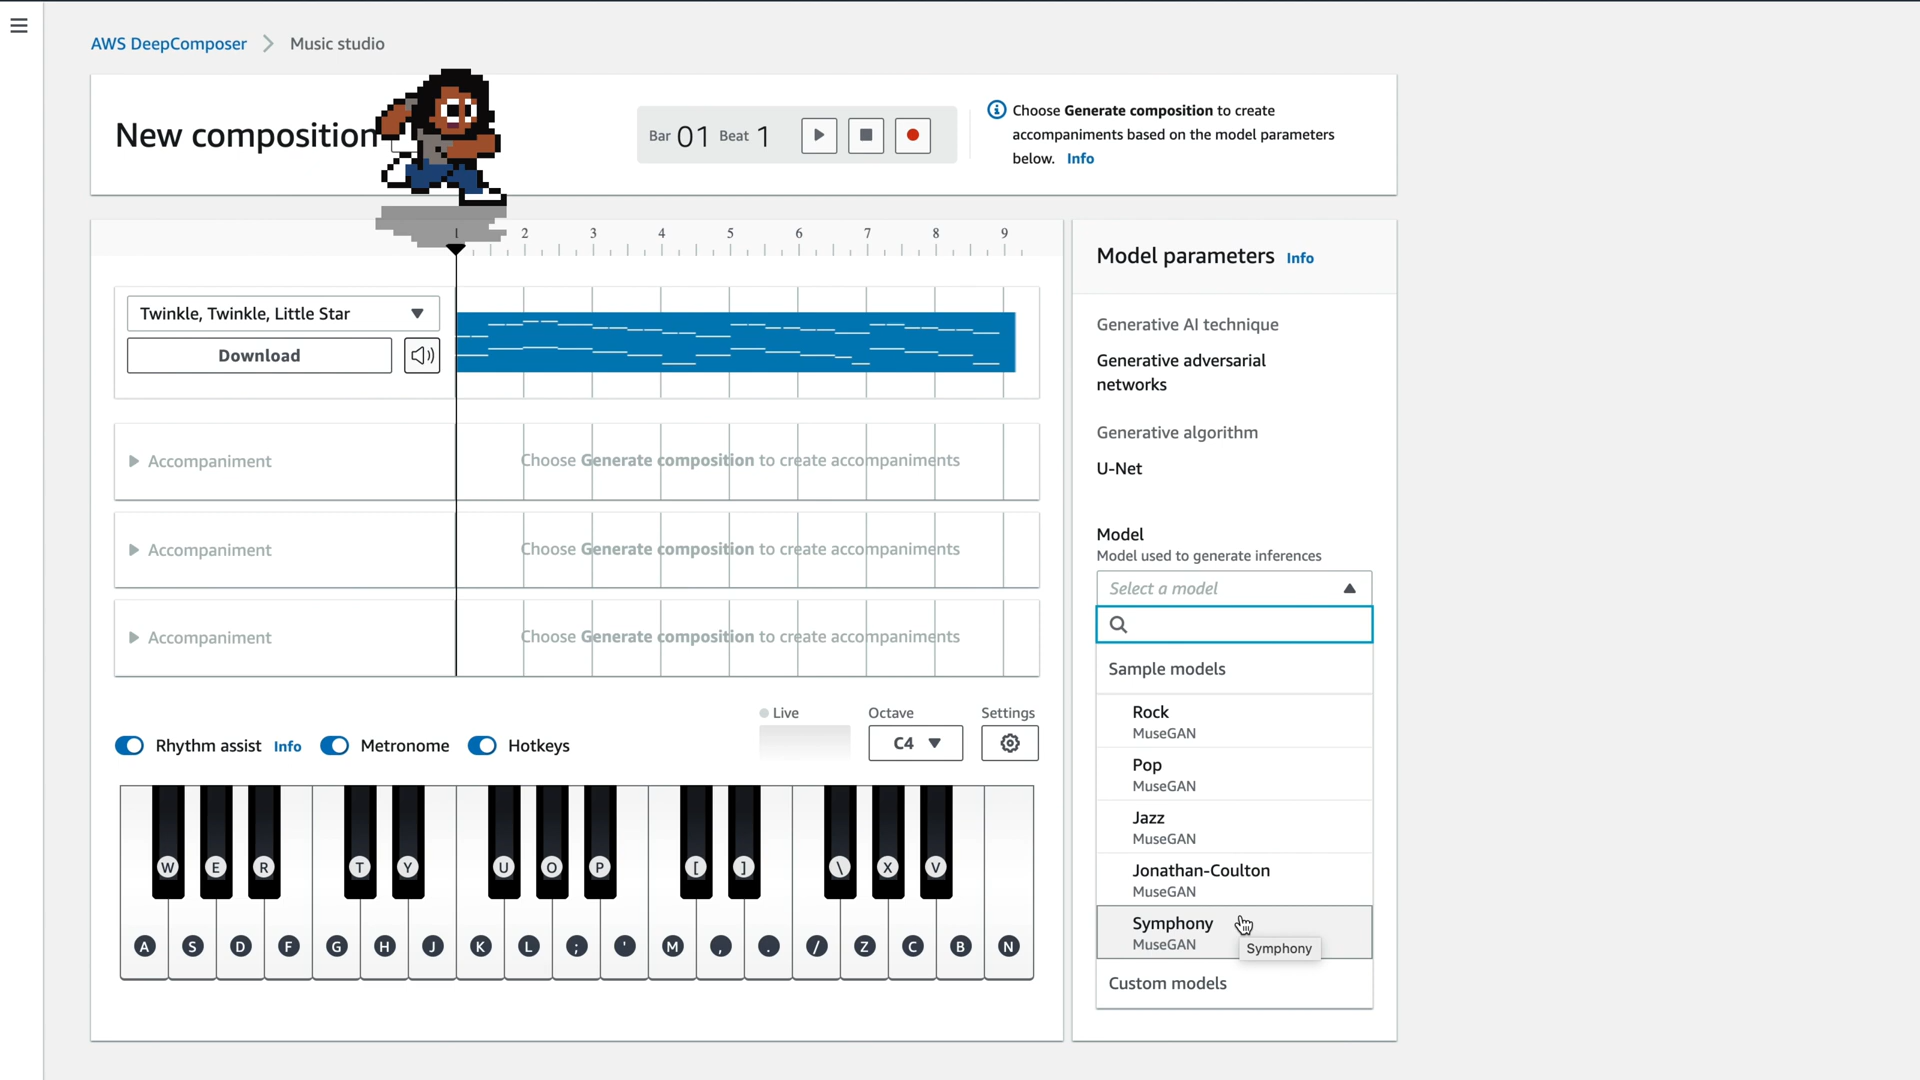 AWS DeepComposer > Music studio
New composition
Bar 01 Beat 1
Choose Generate composition to create
accompaniments based on the model parameters
below. Info
1 2 3 4 5 6 7 8 9
Twinkle, Twinkle, Little Star
Download
Accompaniment
Choose Generate composition to create accompaniments
Accompaniment
Choose Generate composition to create accompaniments
Accompaniment
Choose Generate composition to create accompaniments
Live
Octave
Settings
Rhythm assist Info
Metronome
Hotkeys
C4
W E R T Y U O P [ ] \ X V
A S D F G H J K L ; ' M , . / Z C B N
Model parameters Info
Generative AI technique
Generative adversarial
networks
Generative algorithm
U-Net
Model
Model used to generate inferences
Select a model
Sample models
Rock
MuseGAN
Pop
MuseGAN
Jazz
MuseGAN
Jonathan-Coulton
MuseGAN
Symphony
MuseGAN
Symphony
Custom models